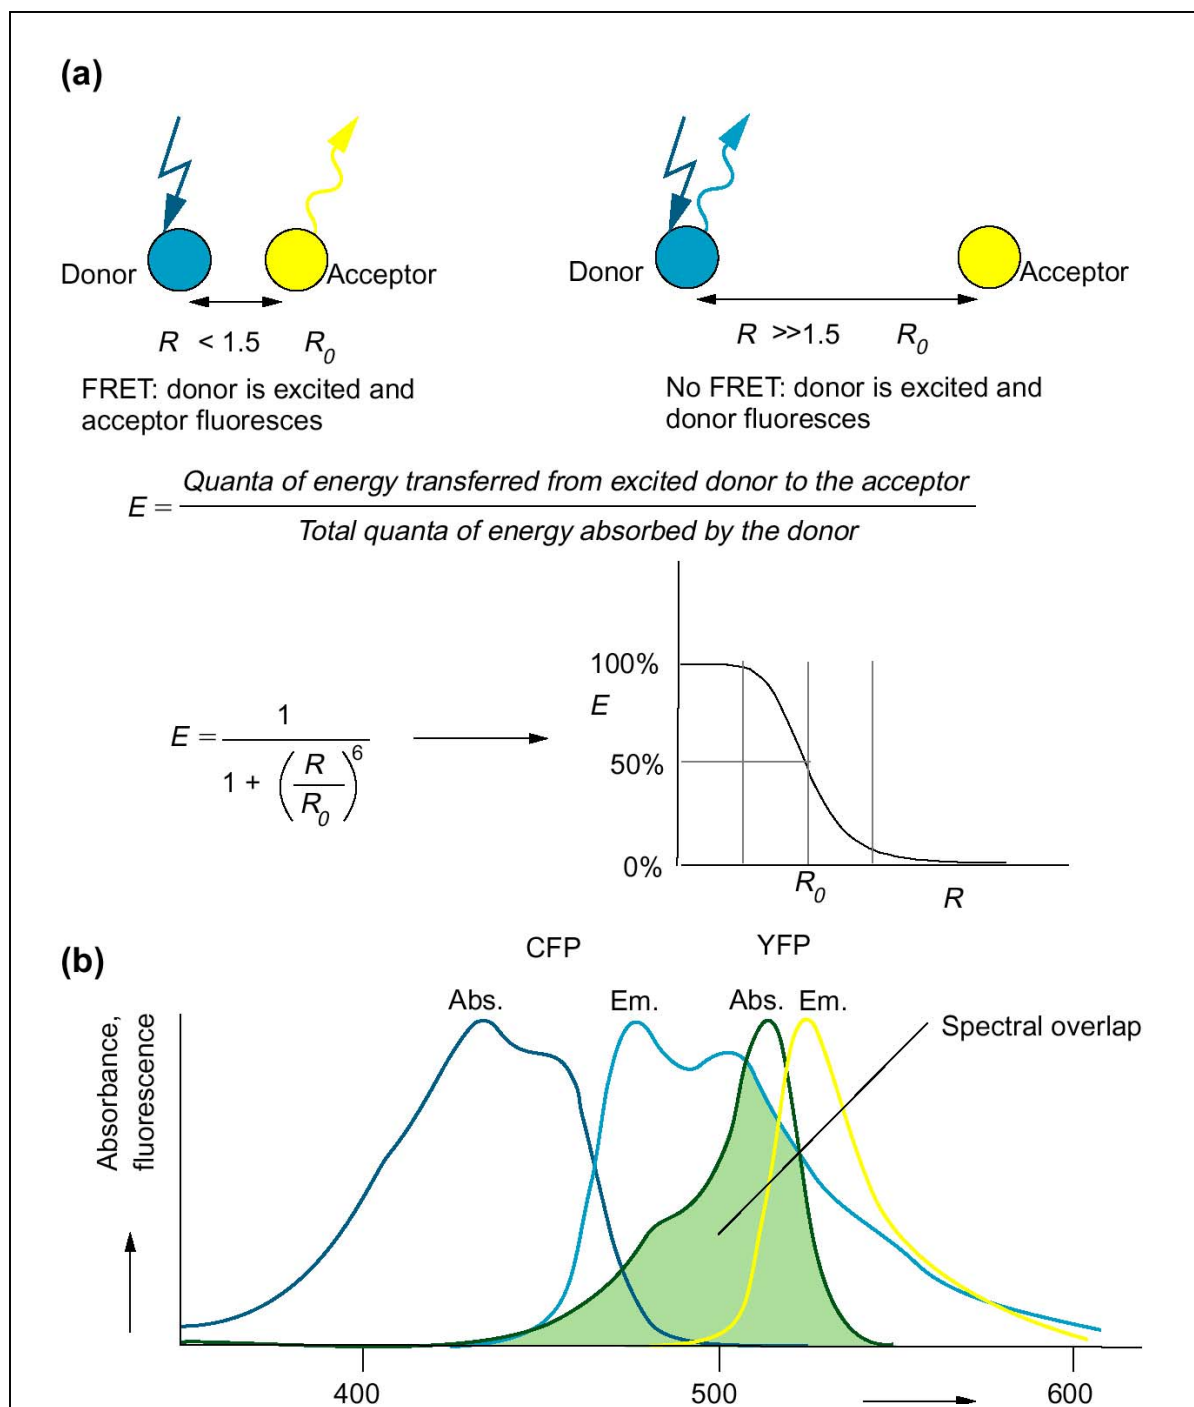 (a)
Donor
Acceptor
Donor
Acceptor
R < 1.5 R0
R >>1.5 R0
FRET: donor is excited and
acceptor fluoresces
No FRET: donor is excited and
donor fluoresces
E = Quanta of energy transferred from excited donor to the acceptor
Total quanta of energy absorbed by the donor
100%
E
50%
0%
R0
R
E = 1
1 + (R
R0)6
(b)
CFP
YFP
Abs.
Em.
Abs.
Em.
Spectral overlap
Absorbance,
fluorescence
400
500
600